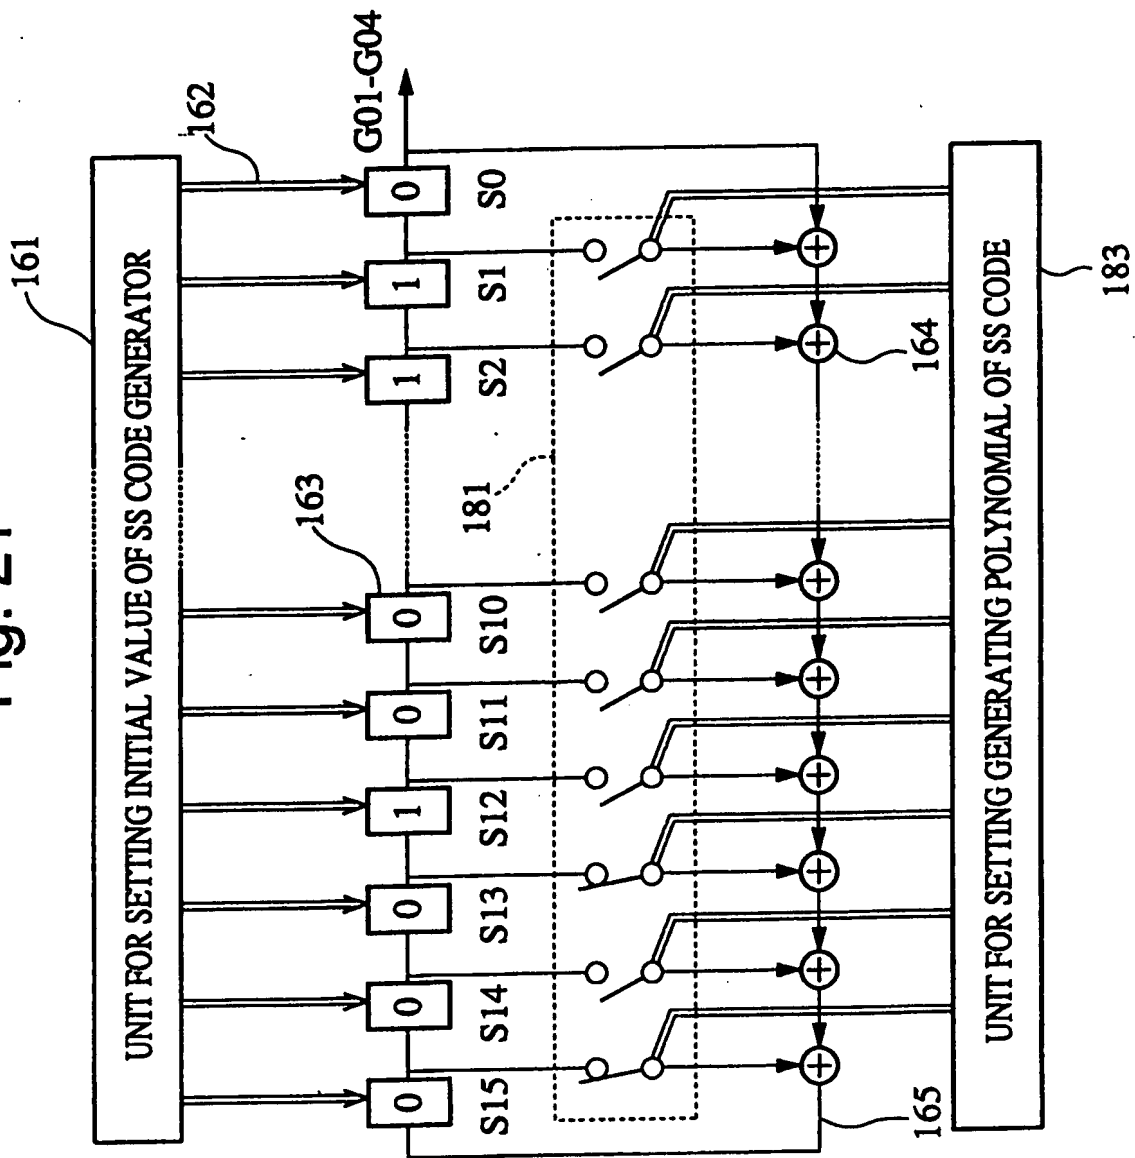 Fig. 21
161
UNIT FOR SETTING INITIAL VALUE OF SS CODE GENERATOR
162
163
0 0 0 1 0 0 1 1 0
G01-G04
S15 S14 S13 S12 S11 S10 S2 S1 S0
181
164
165
UNIT FOR SETTING GENERATING POLYNOMIAL OF SS CODE
183